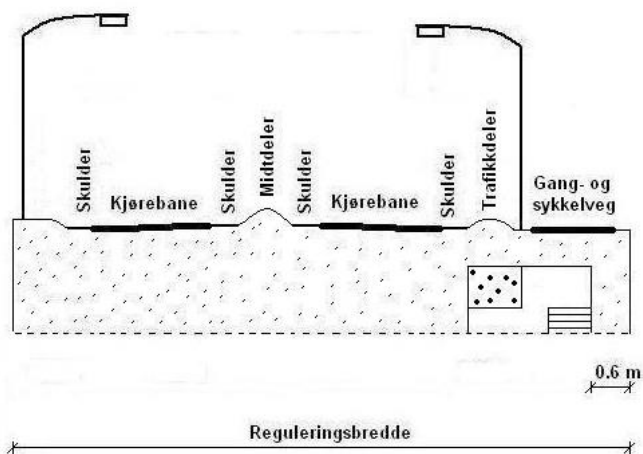 Skulder
Kjørebane
Skulder
Midtdeler
Skulder
Kjørebane
Skulder
Trafikkdeler
Gang- og
sykkelveg
0.6 m
Reguleringsbredde